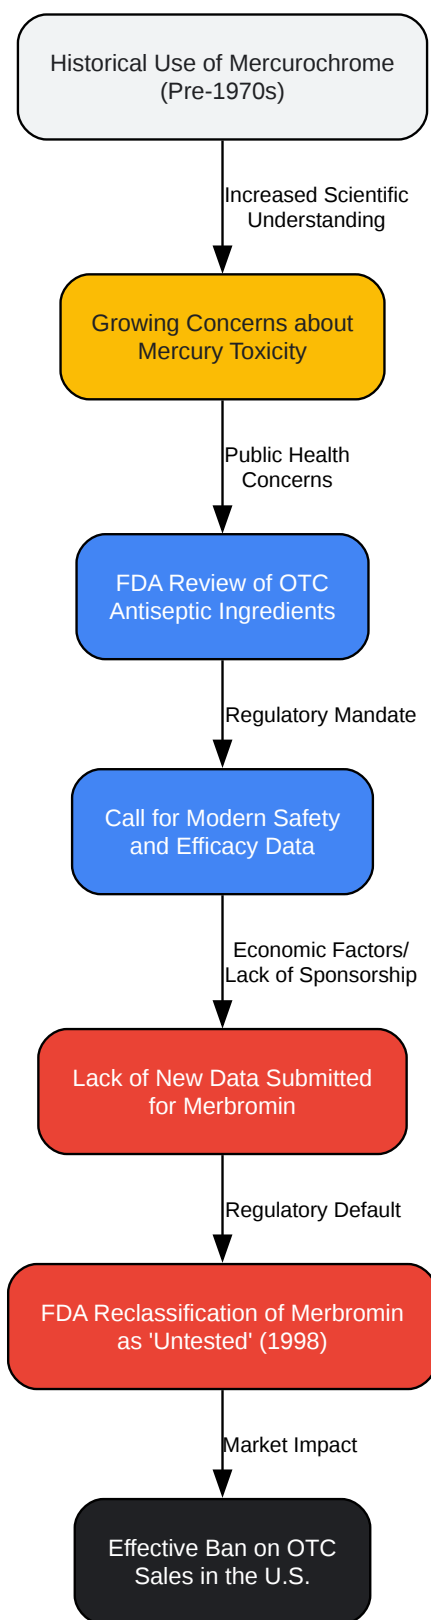 Historical Use of Mercurochrome
(Pre-1970s)
Increased Scientific
Understanding
Growing Concerns about
Mercury Toxicity
Public Health
Concerns
FDA Review of OTC
Antiseptic Ingredients
Regulatory Mandate
Call for Modern Safety
and Efficacy Data
Economic Factors/
Lack of Sponsorship
Lack of New Data Submitted
for Merbromin
Regulatory Default
FDA Reclassification of Merbromin
as 'Untested' (1998)
Market Impact
Effective Ban on OTC
Sales in the U.S.